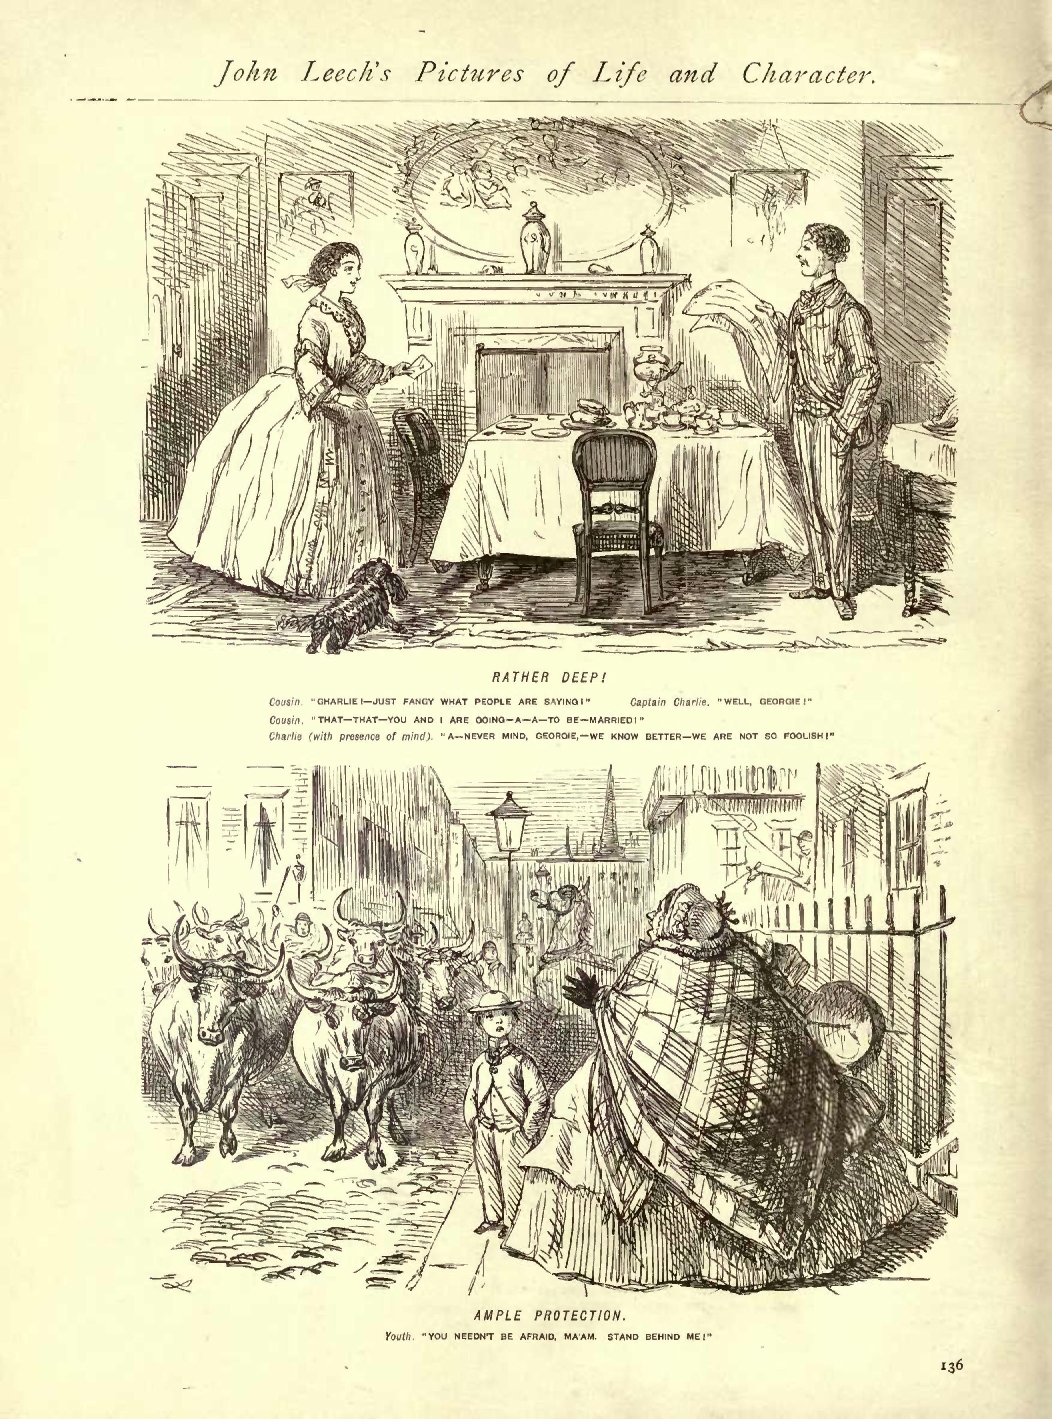 John Leech's Pictures of Life and Character.
RATHER DEEP!
Cousin. "CHARLIE!—JUST FANCY WHAT PEOPLE ARE SAYING!" Captain Charlie. "WELL, GEORGIE!"
Cousin. "THAT—THAT—YOU AND I ARE GOING—A—A—TO BE—MARRIED!"
Charlie (with presence of mind). "A—NEVER MIND, GEORGIE,—WE KNOW BETTER—WE ARE NOT SO FOOLISH!"
AMPLE PROTECTION.
Youth. "YOU NEEDN'T BE AFRAID, MA'AM. STAND BEHIND ME!"
136